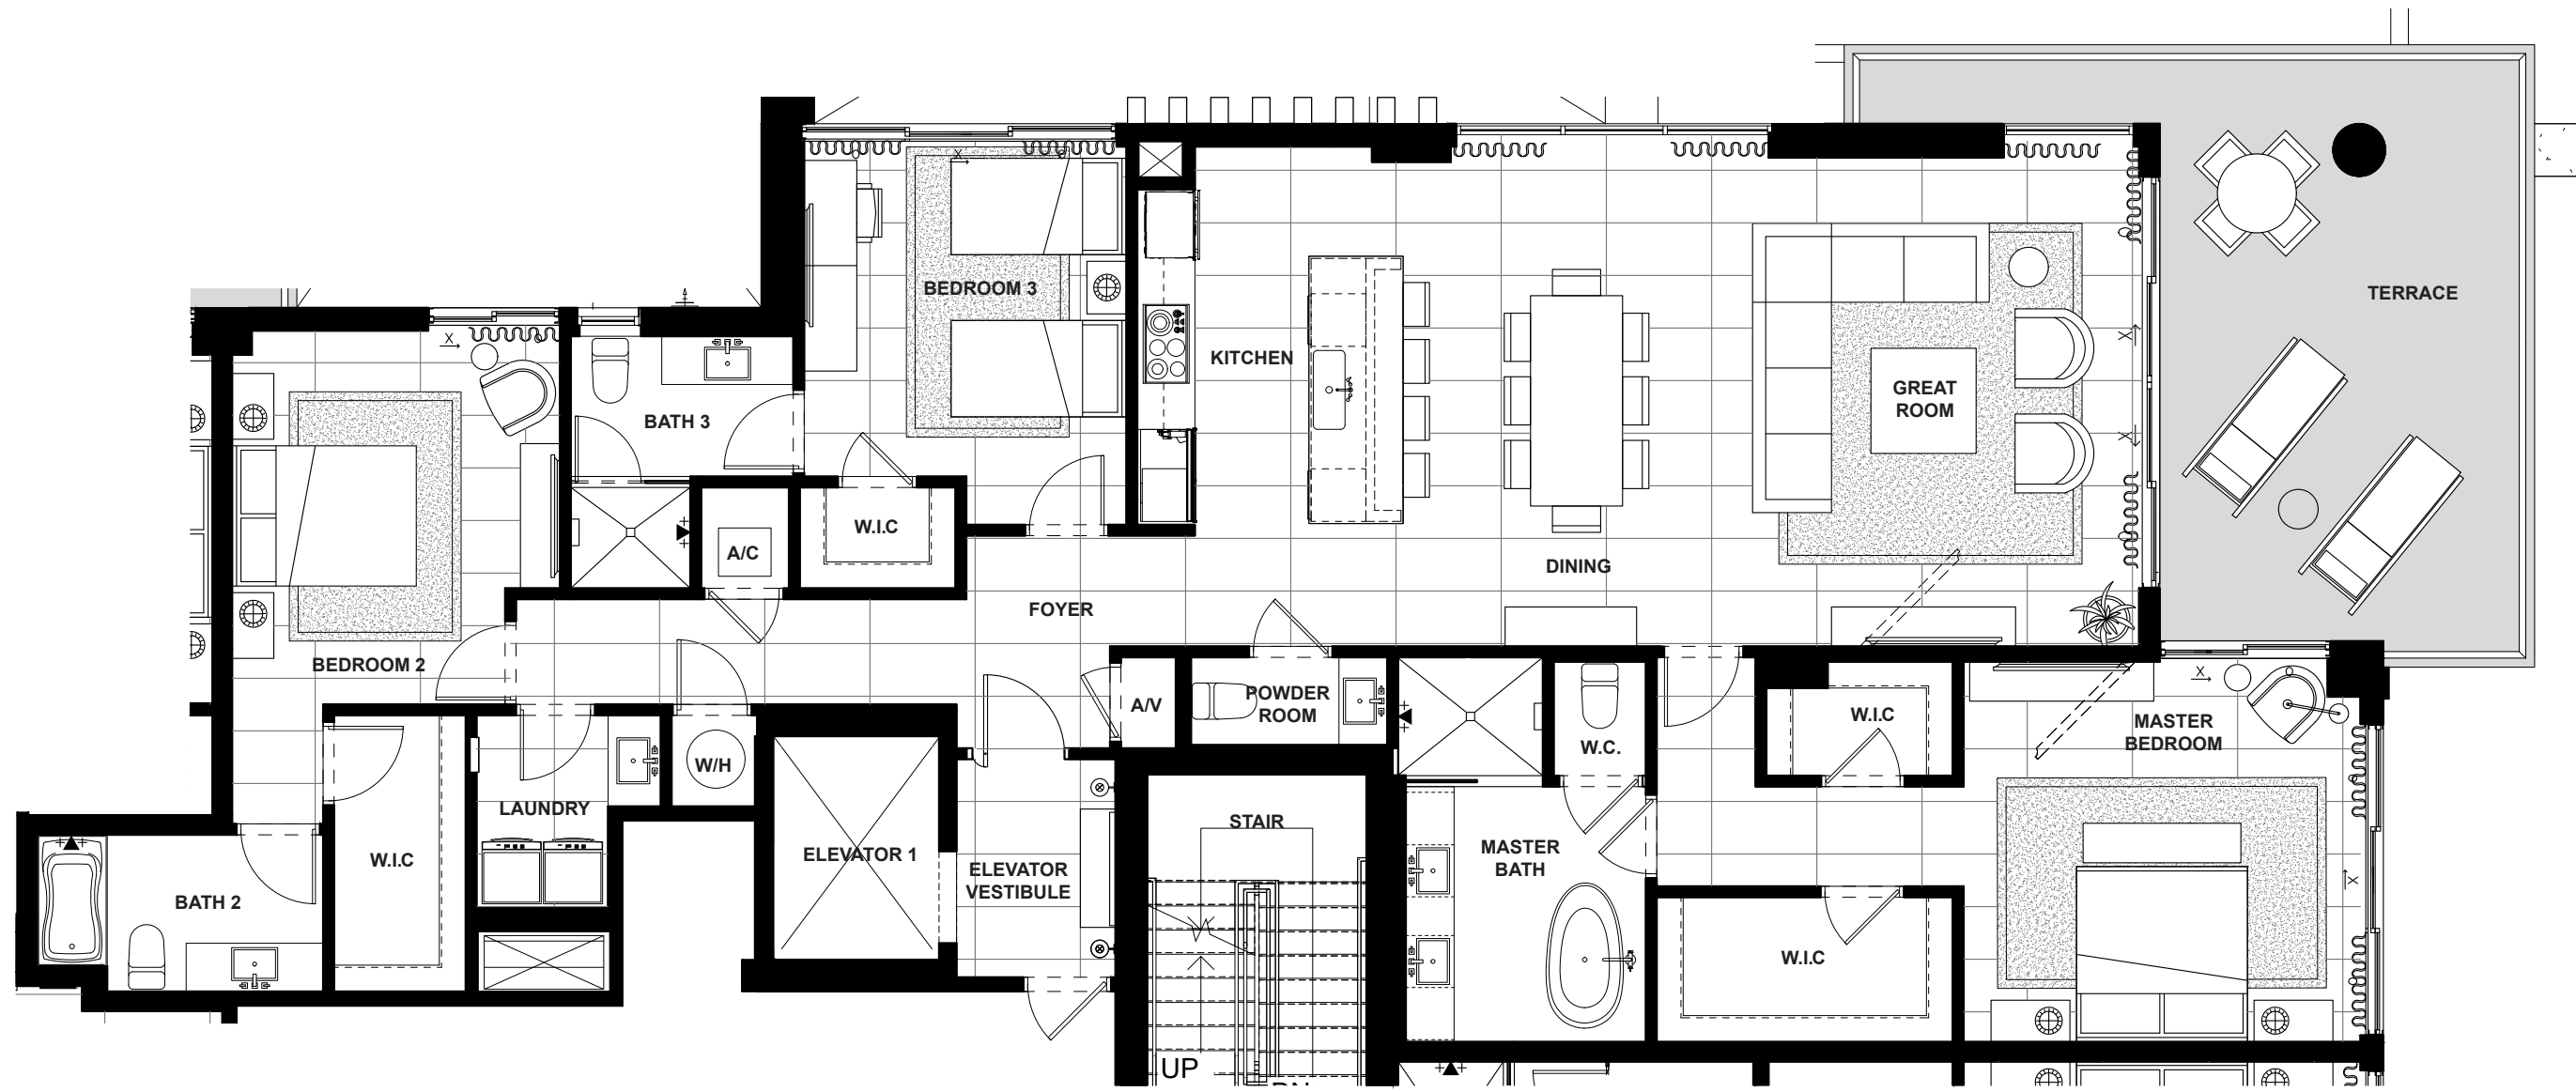 TERRACE
BEDROOM 3
KITCHEN
GREAT
ROOM
BATH 3
W.I.C
A/C
DINING
FOYER
BEDROOM 2
A/V
POWDER
ROOM
W.C.
W.I.C
MASTER
BEDROOM
W/H
LAUNDRY
STAIR
ELEVATOR 1
ELEVATOR
VESTIBULE
MASTER
BATH
W.I.C
BATH 2
W.I.C
UP
X
X
X
X
X
X